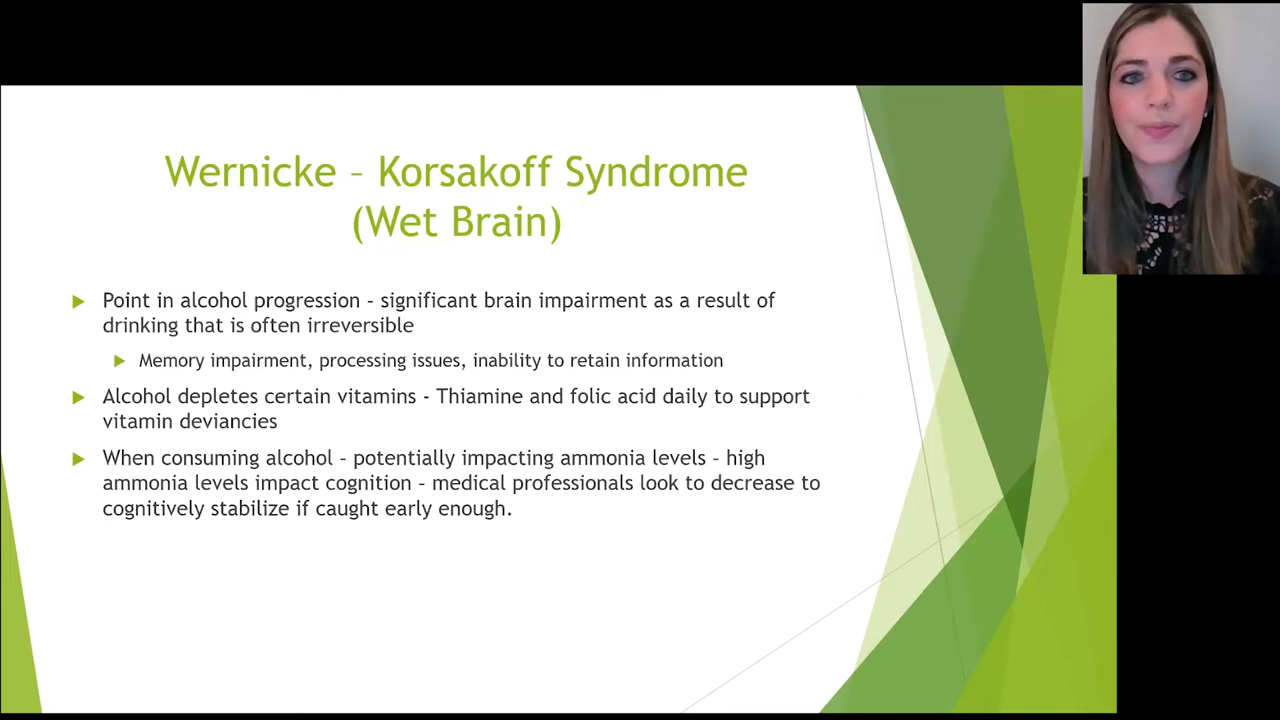 Wernicke – Korsakoff Syndrome
(Wet Brain)
Point in alcohol progression – significant brain impairment as a result of
drinking that is often irreversible
Memory impairment, processing issues, inability to retain information
Alcohol depletes certain vitamins - Thiamine and folic acid daily to support
vitamin deviancies
When consuming alcohol – potentially impacting ammonia levels – high
ammonia levels impact cognition – medical professionals look to decrease to
cognitively stabilize if caught early enough.